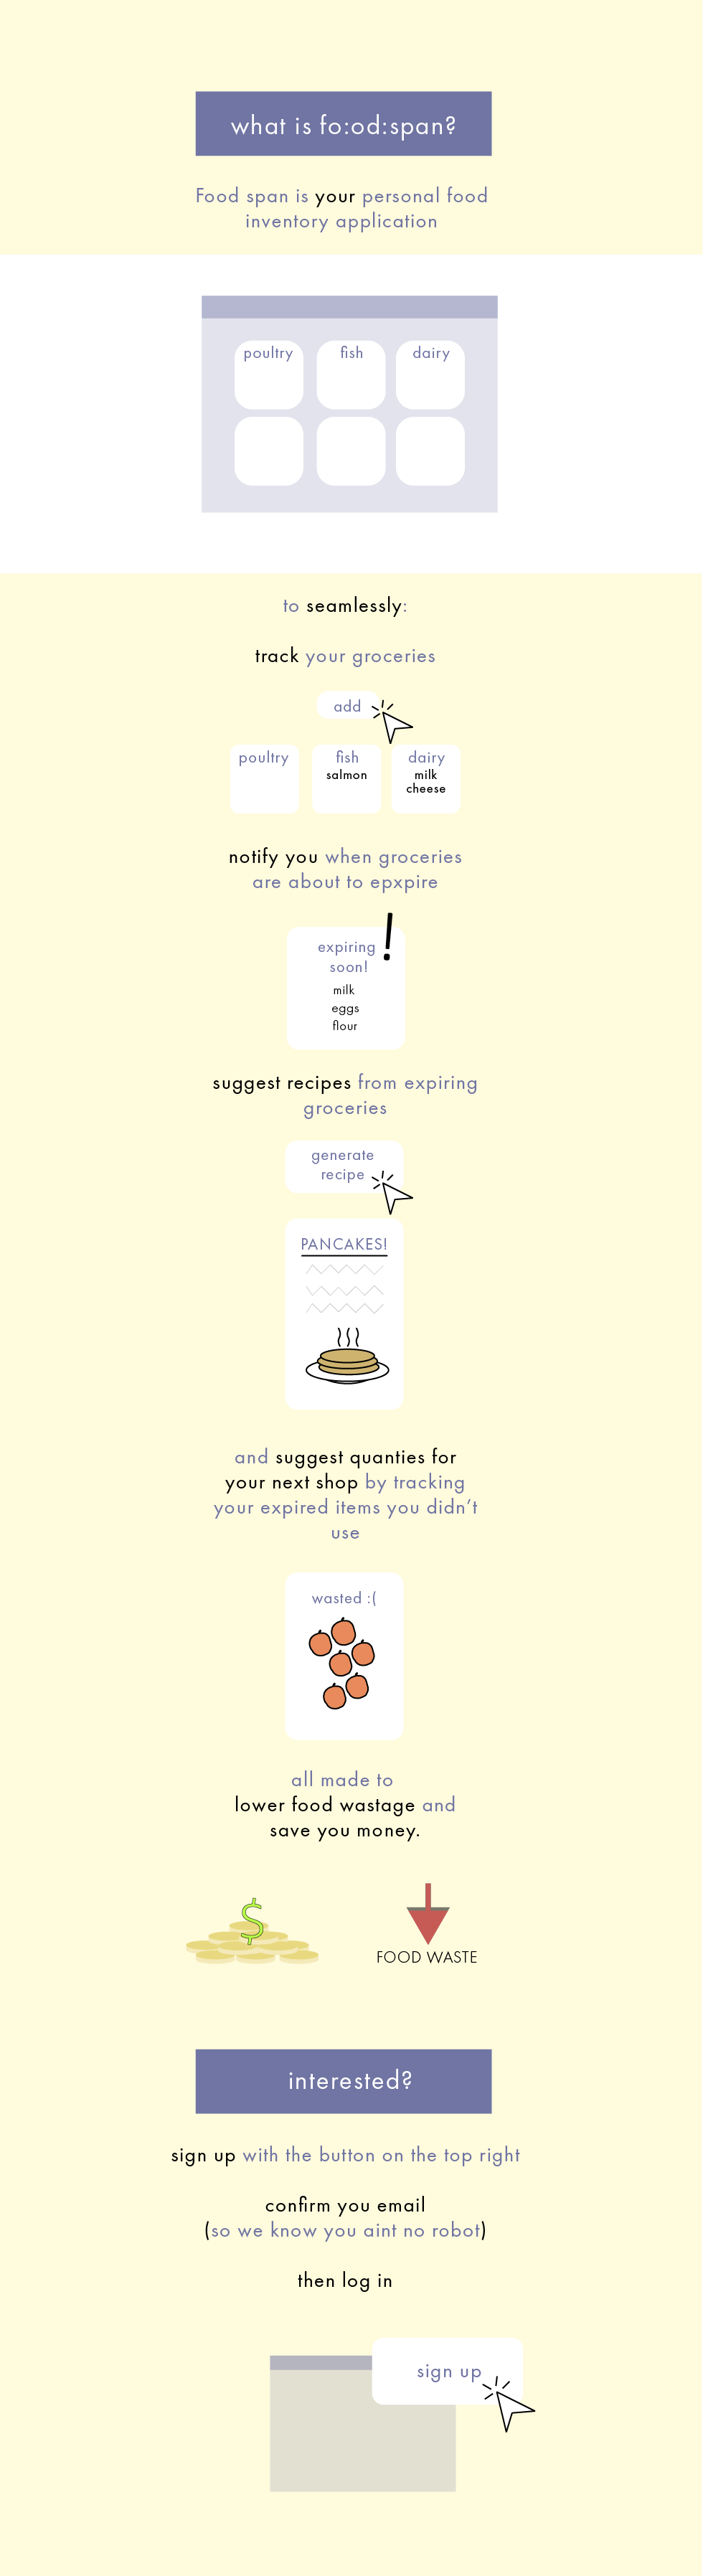 what is fo:od:span?
Food span is your personal food
inventory application
poultry fish dairy
to seamlessly:
track your groceries
add
poultry fish dairy
salmon milk
cheese
notify you when groceries
are about to epxpire
!
expiring
soon!
milk
eggs
flour
suggest recipes from expiring
groceries
generate
recipe
PANCAKES!
and suggest quanties for
your next shop by tracking
your expired items you didn't
use
wasted :(
all made to
lower food wastage and
save you money.
$
FOOD WASTE
interested?
sign up with the button on the top right
confirm you email
(so we know you aint no robot)
then log in
sign up